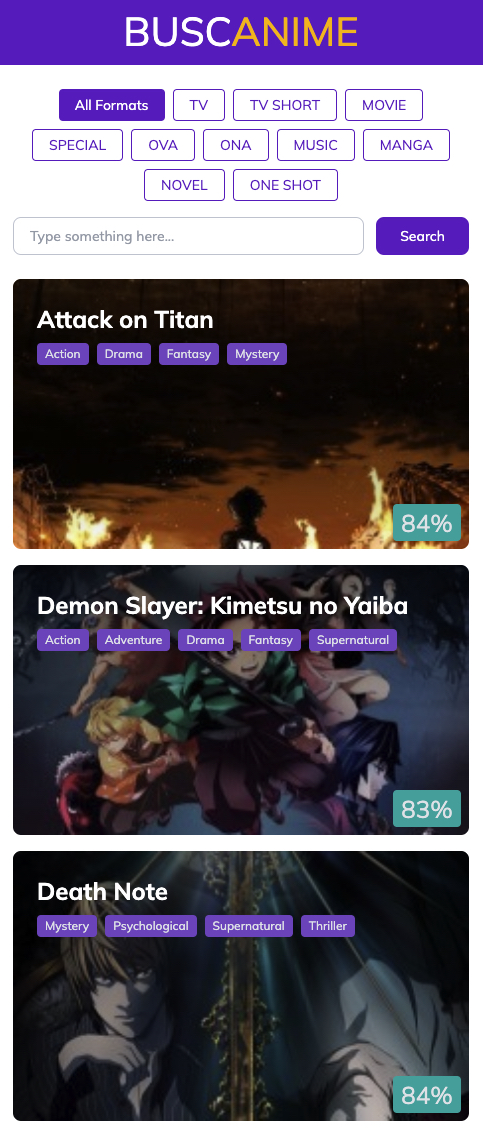 BUSCANIME
All Formats TV TV SHORT MOVIE
SPECIAL OVA ONA MUSIC MANGA
NOVEL ONE SHOT
Type something here... Search
Attack on Titan
Action Drama Fantasy Mystery
84%
Demon Slayer: Kimetsu no Yaiba
Action Adventure Drama Fantasy Supernatural
83%
Death Note
Mystery Psychological Supernatural Thriller
84%